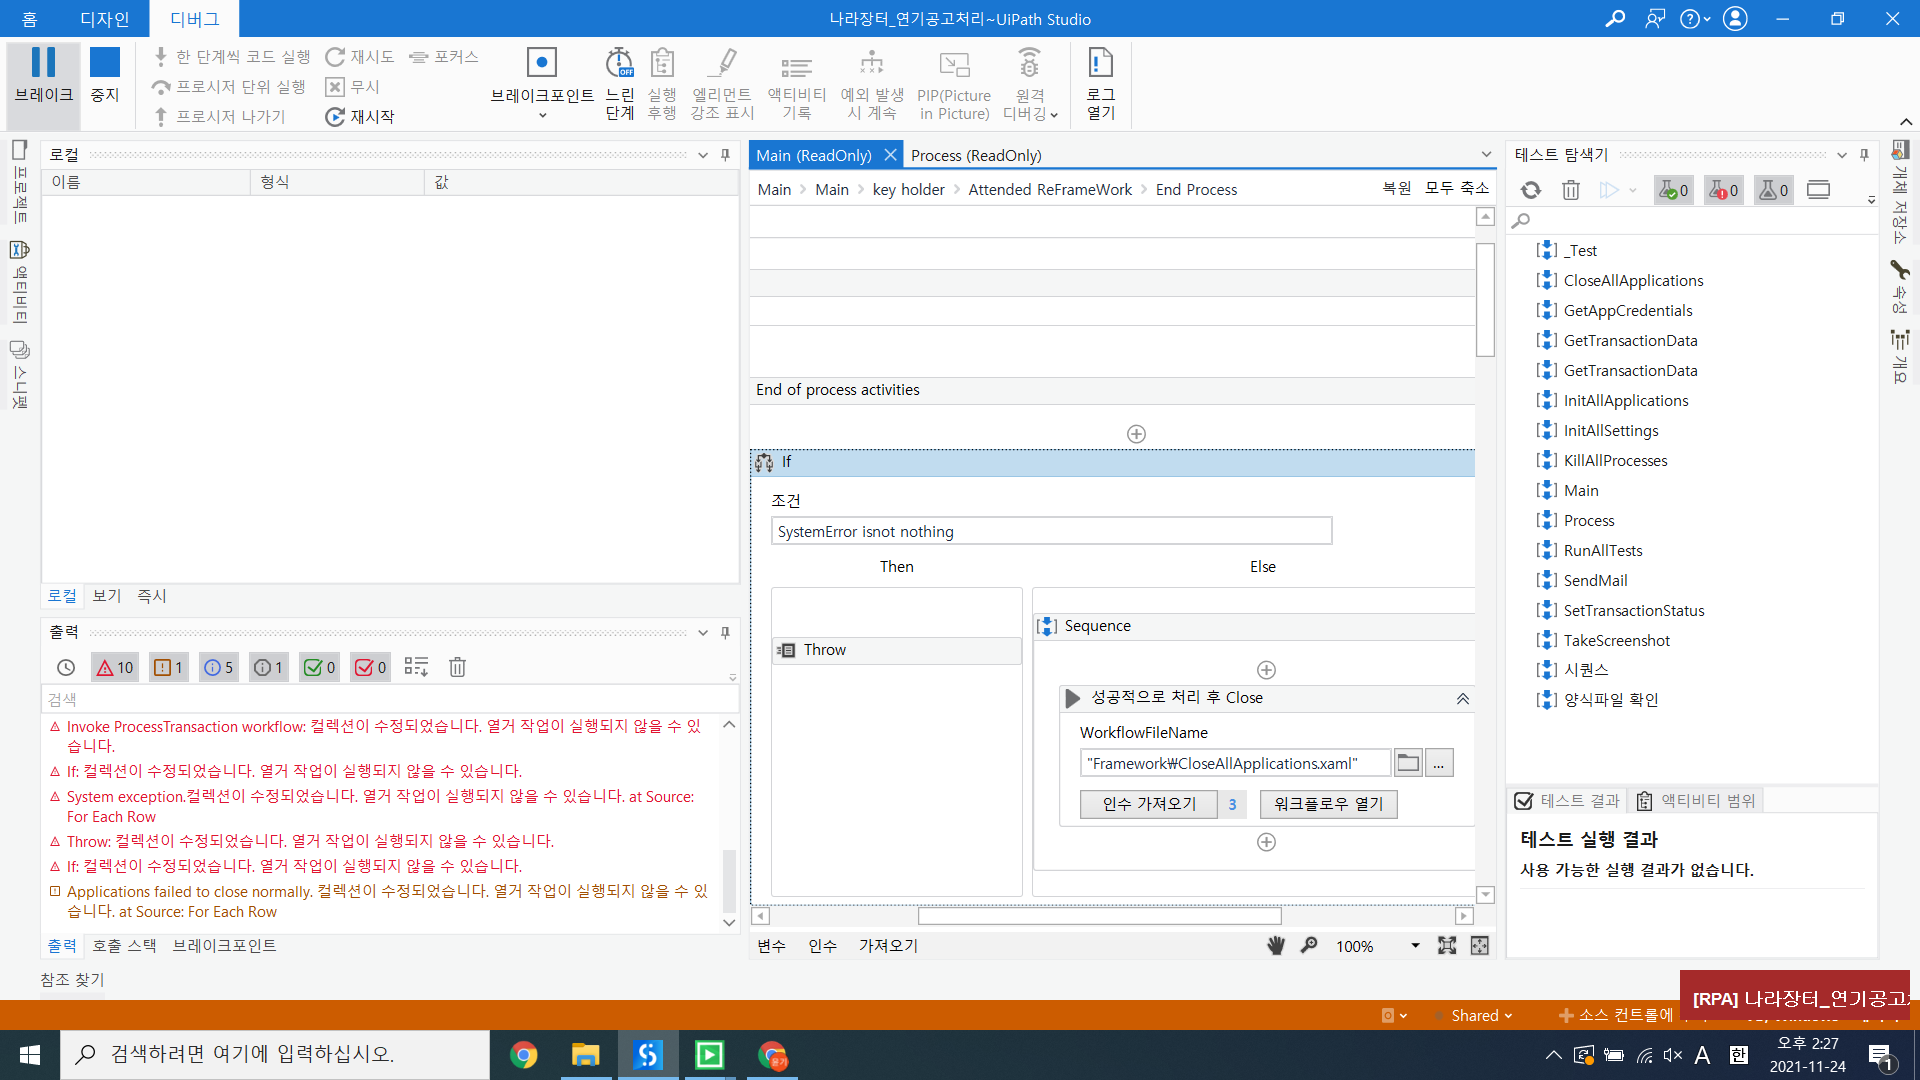 홈
디자인
디버그
나라장터_연기공고처리~UiPath Studio
브레이크
중지
한 단계씩 코드 실행
프로시저 단위 실행
프로시저 나가기
재시도
무시
재시작
포커스
브레이크포인트
느린
단계
OFF
실행
후행
엘리먼트
강조 표시
액티비티
기록
예외 발생
시 계속
PIP(Picture
in Picture)
원격
디버깅
로그
열기
프로젝트
액티비티
스니펫
로컬
이름
형식
값
로컬
보기
즉시
출력
10
1
5
1
0
0
검색
Invoke ProcessTransaction workflow: 컬렉션이 수정되었습니다. 열거 작업이 실행되지 않을 수 있
습니다.
If: 컬렉션이 수정되었습니다. 열거 작업이 실행되지 않을 수 있습니다.
System exception.컬렉션이 수정되었습니다. 열거 작업이 실행되지 않을 수 있습니다. at Source:
For Each Row
Throw: 컬렉션이 수정되었습니다. 열거 작업이 실행되지 않을 수 있습니다.
If: 컬렉션이 수정되었습니다. 열거 작업이 실행되지 않을 수 있습니다.
Applications failed to close normally. 컬렉션이 수정되었습니다. 열거 작업이 실행되지 않을 수 있
습니다. at Source: For Each Row
출력
호출 스택
브레이크포인트
참조 찾기
Main (ReadOnly)
Process (ReadOnly)
Main
Main
key holder
Attended ReFrameWork
End Process
복원
모두 축소
End of process activities
If
조건
SystemError isnot nothing
Then
Else
Throw
Sequence
성공적으로 처리 후 Close
WorkflowFileName
"Framework₩CloseAllApplications.xaml"
...
인수 가져오기
3
워크플로우 열기
변수
인수
가져오기
100%
테스트 탐색기
0
0
0
_Test
CloseAllApplications
GetAppCredentials
GetTransactionData
GetTransactionData
InitAllApplications
InitAllSettings
KillAllProcesses
Main
Process
RunAllTests
SendMail
SetTransactionStatus
TakeScreenshot
시퀀스
양식파일 확인
테스트 결과
액티비티 범위
테스트 실행 결과
사용 가능한 실행 결과가 없습니다.
개체 저장소
속성
개요
Shared
소스 컨트롤에
[RPA] 나라장터_연기공고
검색하려면 여기에 입력하십시오.
A
한
오후 2:27
2021-11-24
1